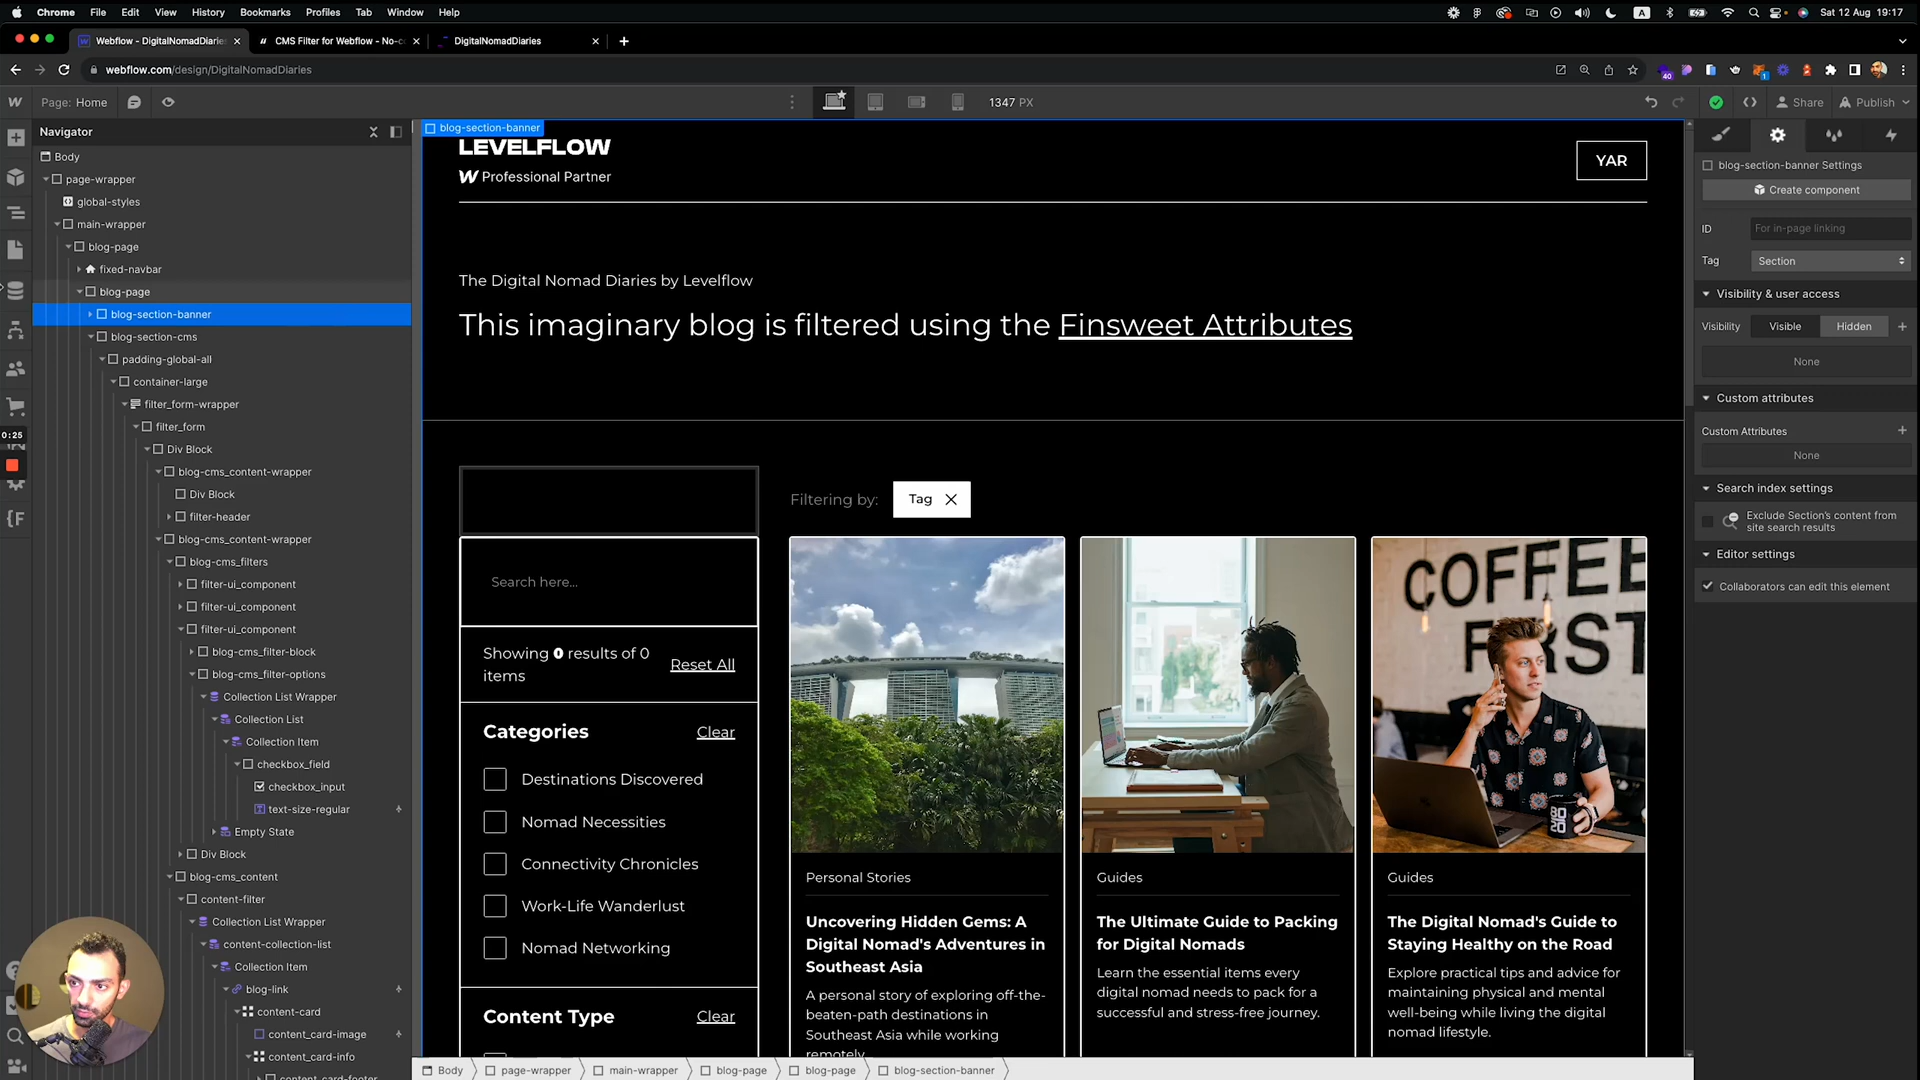 Chrome File Edit View History Bookmarks Profiles Tab Window Help
A
Sat 12 Aug 19:17
Webflow - DigitalNomadDiaries
CMS Filter for Webflow - No-c
DigitalNomadDiaries
webflow.com/design/DigitalNomadDiaries
40
1
Page: Home
1347 PX
Share
Publish
Navigator
Body
page-wrapper
global-styles
main-wrapper
blog-page
fixed-navbar
blog-page
blog-section-banner
blog-section-cms
padding-global-all
container-large
filter_form-wrapper
filter_form
Div Block
blog-cms_content-wrapper
Div Block
filter-header
blog-cms_content-wrapper
blog-cms_filters
filter-ui_component
filter-ui_component
filter-ui_component
blog-cms_filter-block
blog-cms_filter-options
Collection List Wrapper
Collection List
Collection Item
checkbox_field
checkbox_input
text-size-regular
Empty State
Div Block
blog-cms_content
content-filter
Collection List Wrapper
content-collection-list
Collection Item
blog-link
content-card
content_card-image
content_card-info
content_card-footer
0:25
blog-section-banner
LEVELFLOW
W Professional Partner
YAR
The Digital Nomad Diaries by Levelflow
This imaginary blog is filtered using the Finsweet Attributes
Filtering by:
Tag
Search here...
Showing 0 results of 0
items
Reset All
Categories
Clear
Destinations Discovered
Nomad Necessities
Connectivity Chronicles
Work-Life Wanderlust
Nomad Networking
Content Type
Clear
COFFEE
FIRST
Personal Stories
Uncovering Hidden Gems: A
Digital Nomad's Adventures in
Southeast Asia
A personal story of exploring off-the-
beaten-path destinations in
Southeast Asia while working
remotely
Guides
The Ultimate Guide to Packing
for Digital Nomads
Learn the essential items every
digital nomad needs to pack for a
successful and stress-free journey.
Guides
The Digital Nomad's Guide to
Staying Healthy on the Road
Explore practical tips and advice for
maintaining physical and mental
well-being while living the digital
nomad lifestyle.
Body
page-wrapper
main-wrapper
blog-page
blog-page
blog-section-banner
blog-section-banner Settings
Create component
ID
For in-page linking
Tag
Section
Visibility & user access
Visibility
Visible
Hidden
None
Custom attributes
Custom Attributes
None
Search index settings
Exclude Section's content from
site search results
Editor settings
Collaborators can edit this element